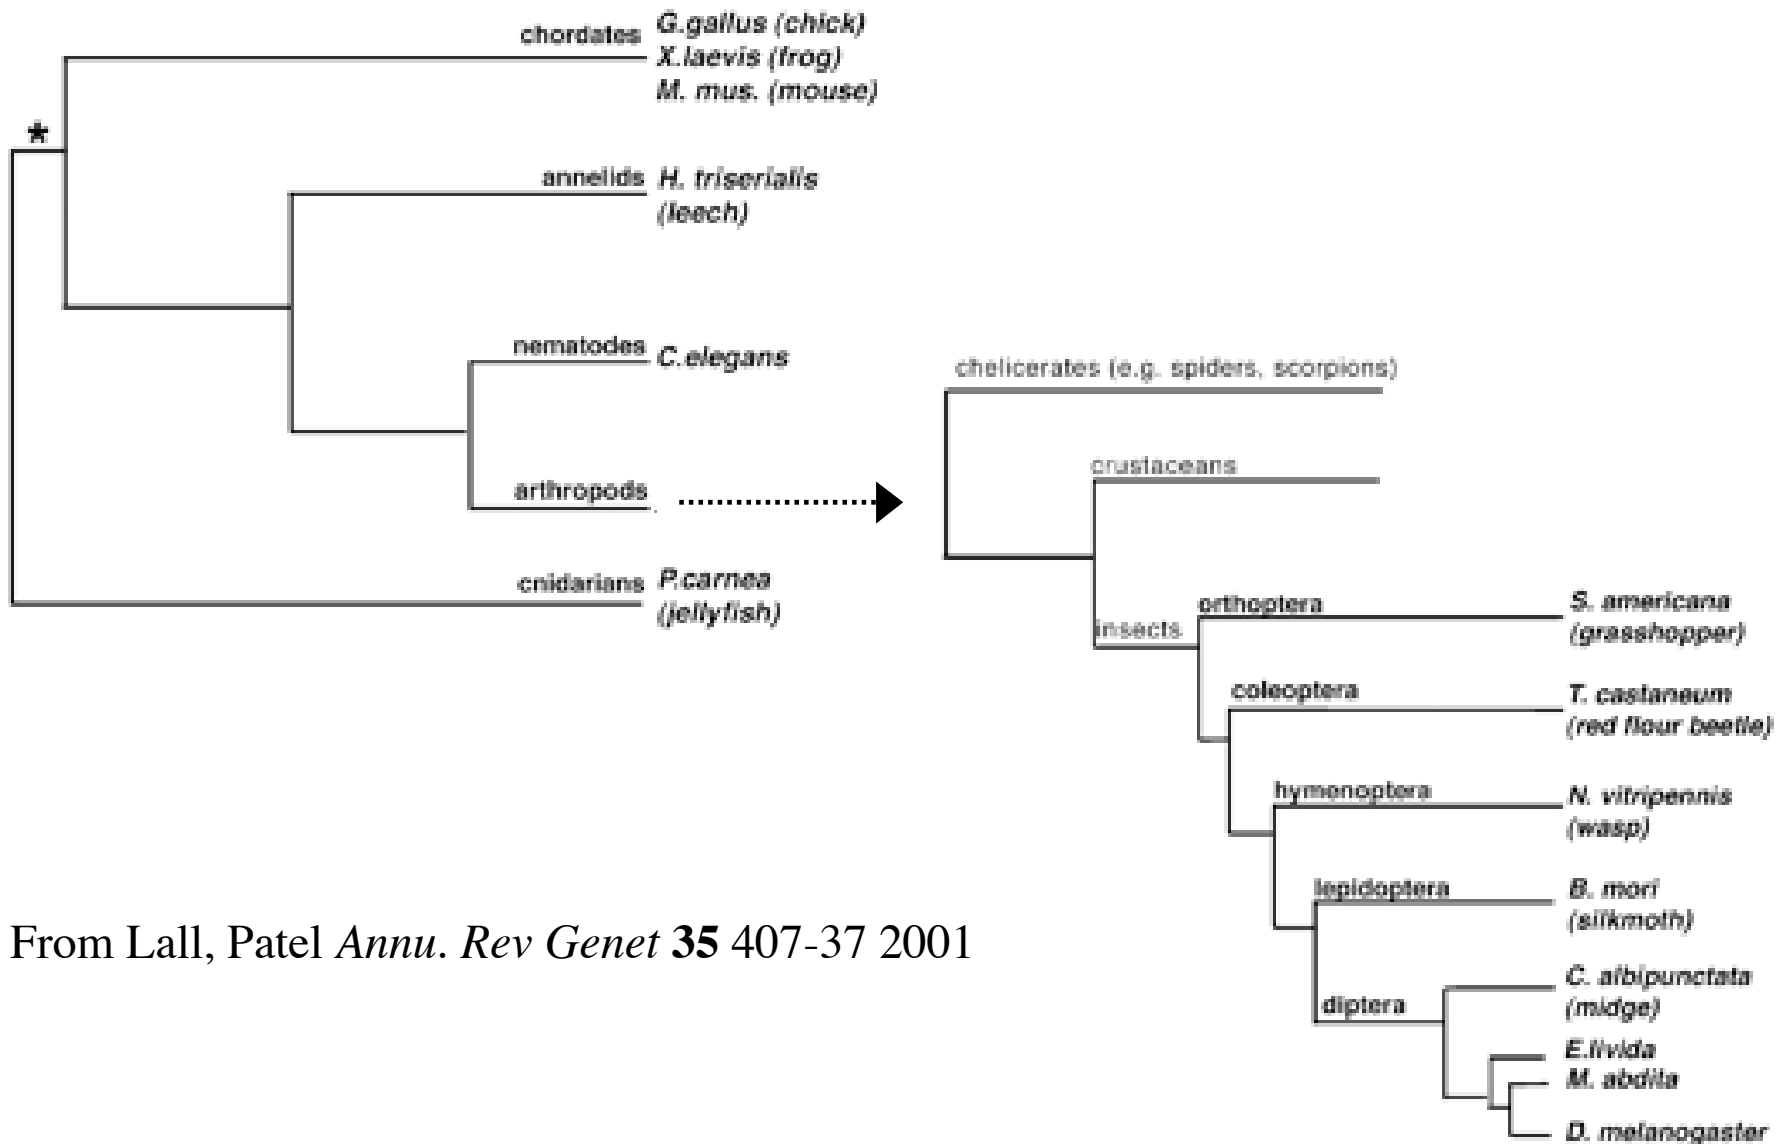 chordates G.gallus (chick)
X.laevis (frog)
M. mus. (mouse)
*
annelids H. triserialis
(leech)
nematodes C.elegans
arthropods
cnidarians P.carnea
(jellyfish)
chelicerates (e.g. spiders, scorpions)
crustaceans
insects
orthoptera S. americana
(grasshopper)
coleoptera T. castaneum
(red flour beetle)
hymenoptera N. vitripennis
(wasp)
lepidoptera B. mori
(silkmoth)
diptera
C. albipunctata
(midge)
E.livida
M. abdita
D. melanogaster
From Lall, Patel Annu. Rev Genet 35 407-37 2001